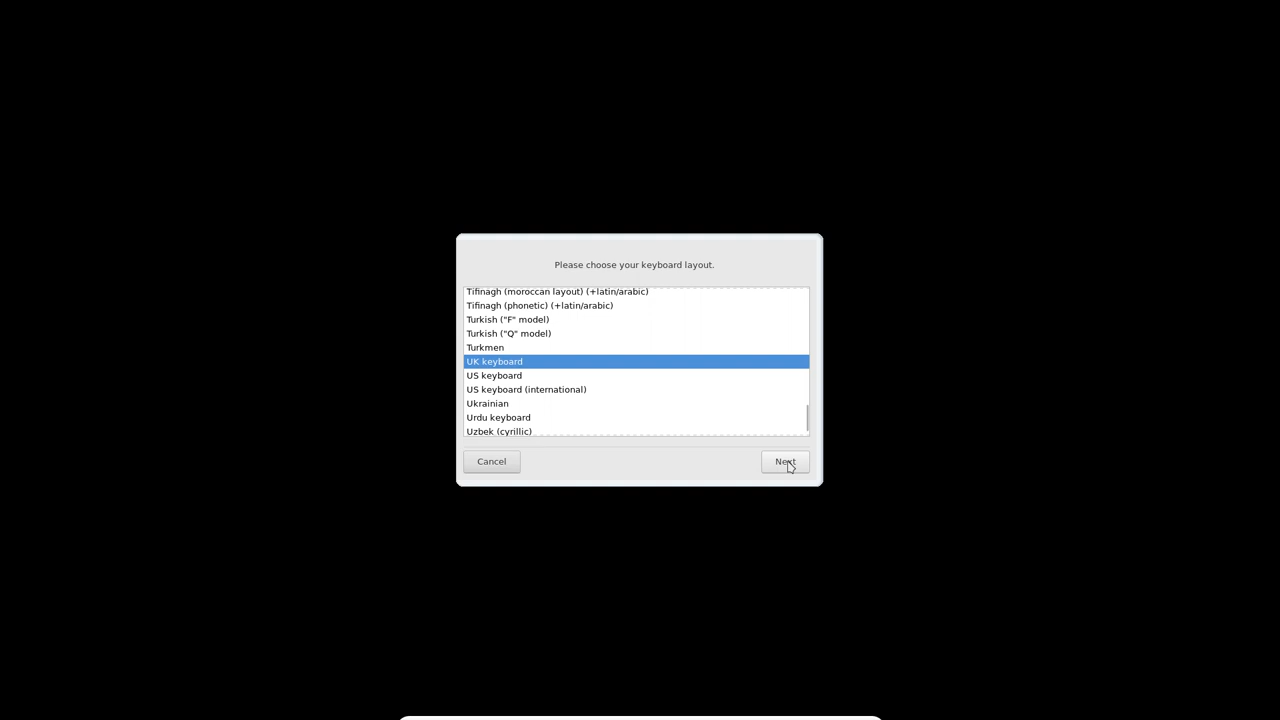 Please choose your keyboard layout.
Tifinagh (moroccan layout) (+latin/arabic)
Tifinagh (phonetic) (+latin/arabic)
Turkish ("F" model)
Turkish ("Q" model)
Turkmen
UK keyboard
US keyboard
US keyboard (international)
Ukrainian
Urdu keyboard
Uzbek (cyrillic)
Cancel
Next